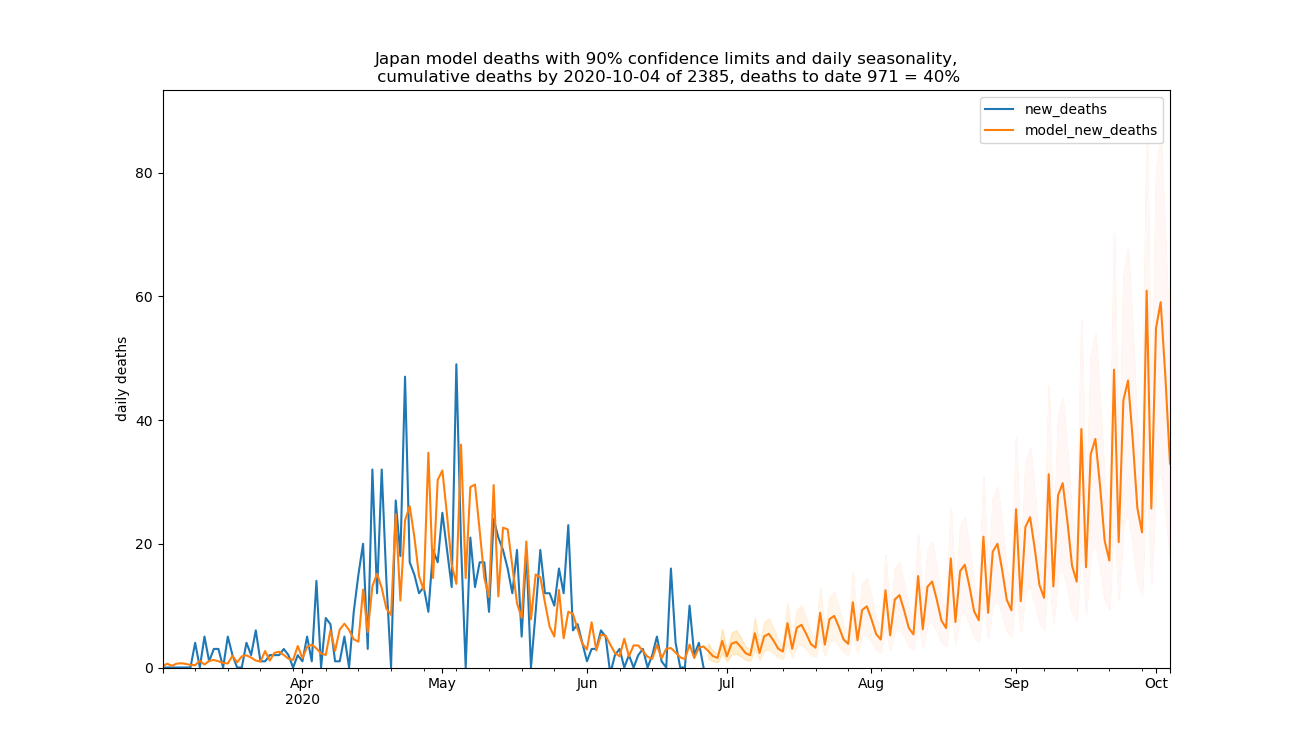 Japan model deaths with 90% confidence limits and daily seasonality,
cumulative deaths by 2020-10-04 of 2385, deaths to date 971 = 40%
new_deaths
model_new_deaths
daily deaths
80
60
40
20
0
Apr
2020
May
Jun
Jul
Aug
Sep
Oct